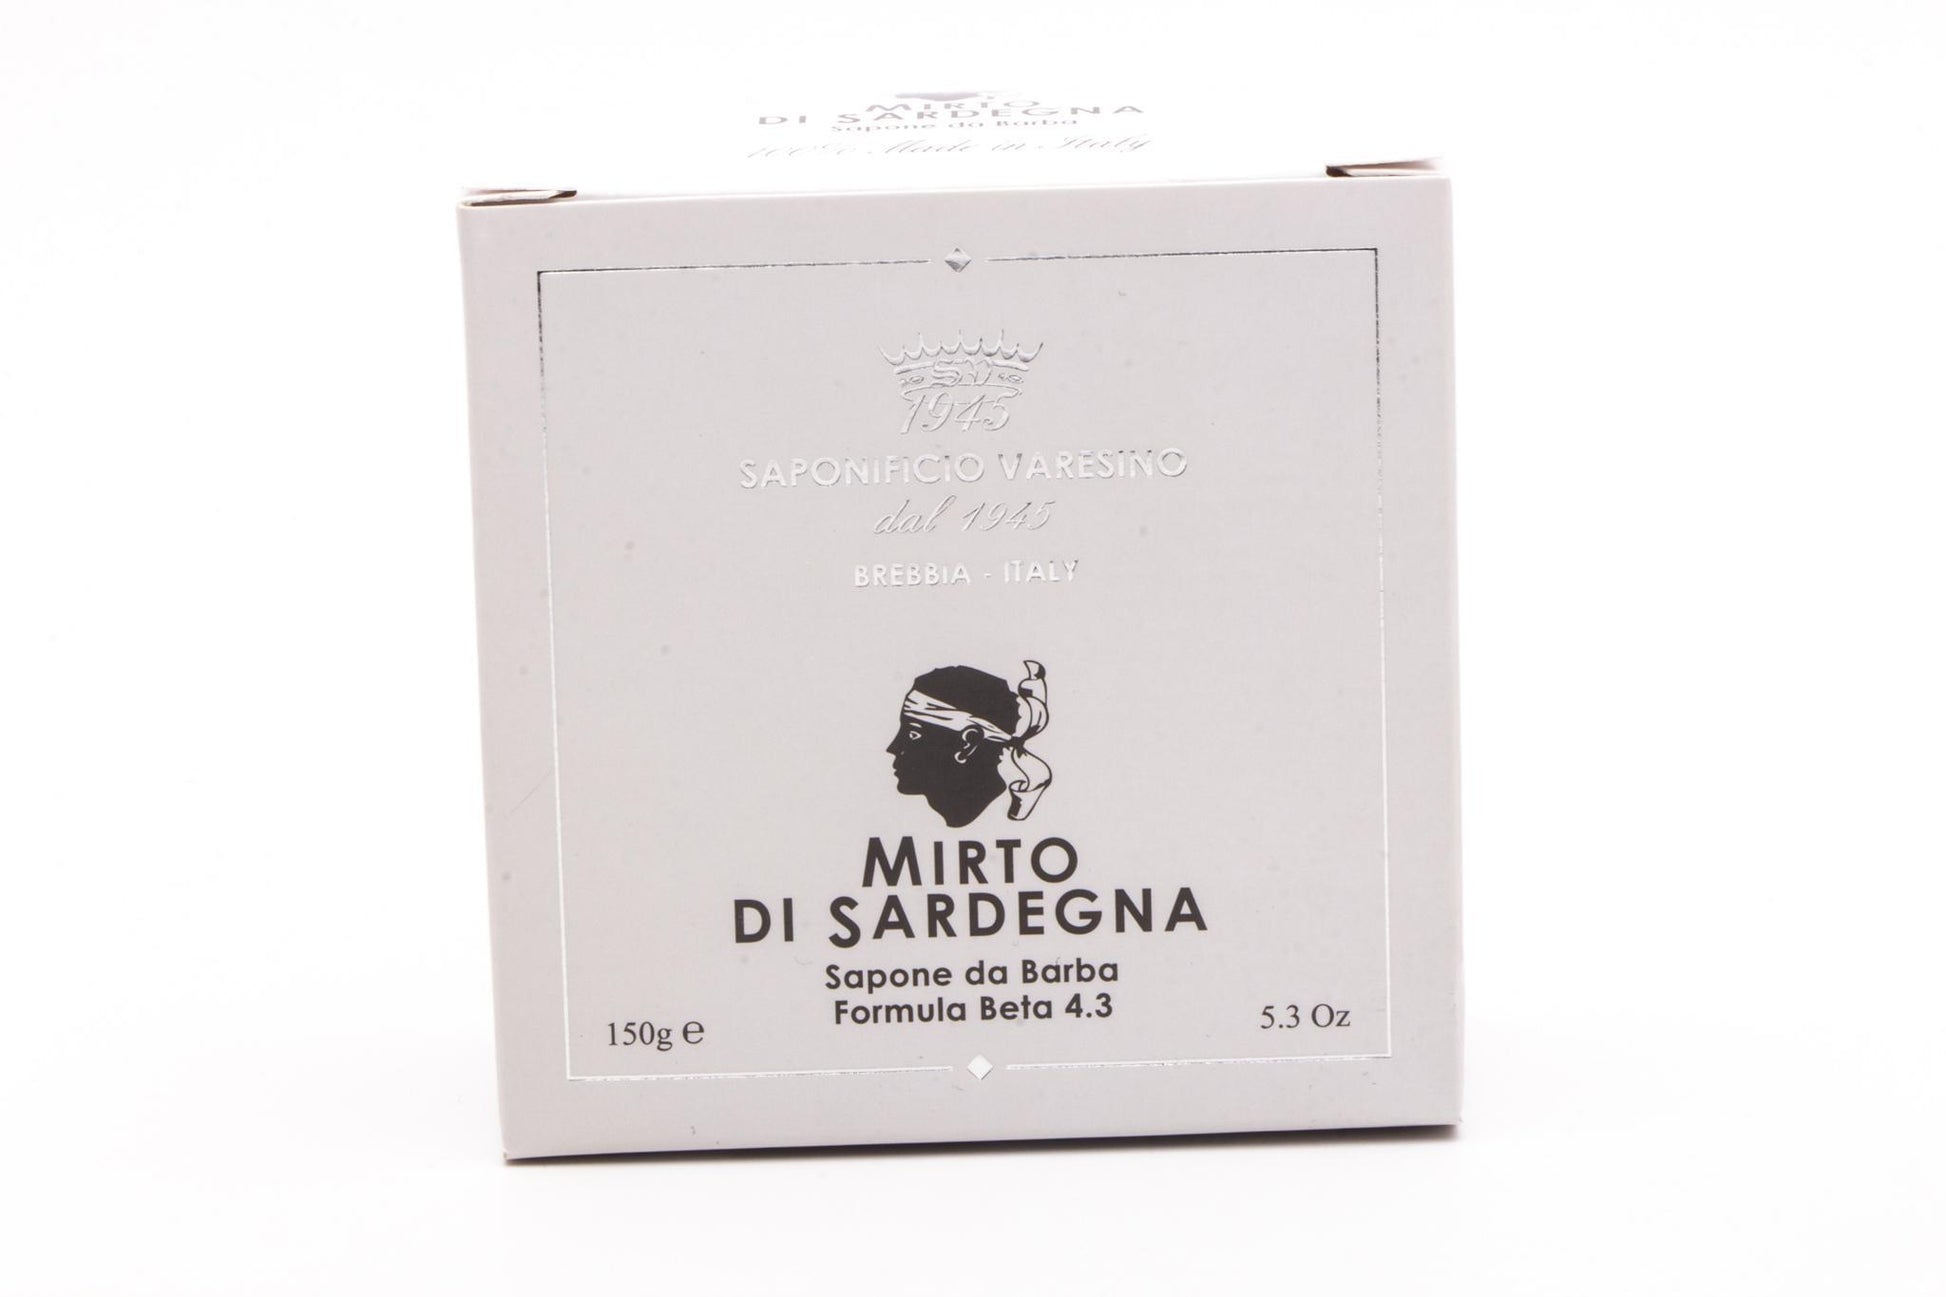 MIRTO
DI SARDEGNA
Sapone da Barba
100% Made in Italy
SV
1945
SAPONIFICIO VARESINO
dal 1945
BREBBIA - ITALY
MIRTO
DI SARDEGNA
Sapone da Barba
Formula Beta 4.3
150g ℮
5.3 Oz